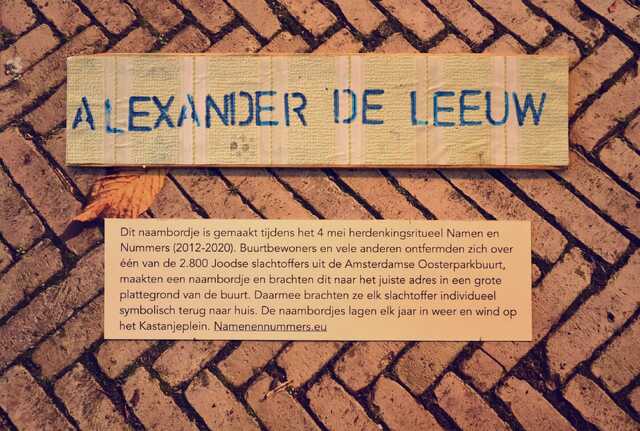 ALEXANDER DE LEEUW
Dit naambordje is gemaakt tijdens het 4 mei herdenkingsritueel Namen en
Nummers (2012-2020). Buurtbewoners en vele anderen ontfermden zich over
één van de 2.800 Joodse slachtoffers uit de Amsterdamse Oosterparkbuurt,
maakten een naambordje en brachten dit naar het juiste adres in een grote
plattegrond van de buurt. Daarmee brachten ze elk slachtoffer individueel
symbolisch terug naar huis. De naambordjes lagen elk jaar in weer en wind op
het Kastanjeplein. Namenennummers.eu